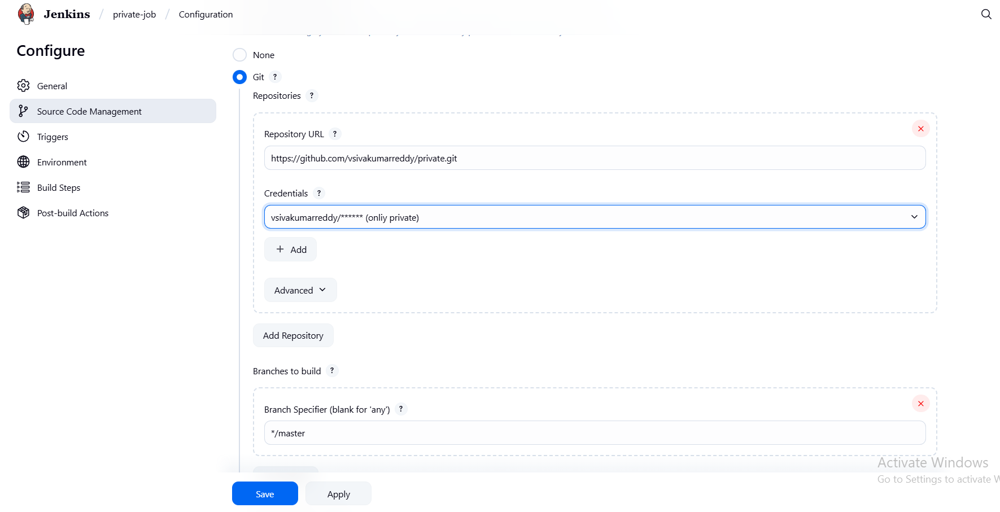 Jenkins / private-job / Configuration
Configure
General
Source Code Management
Triggers
Environment
Build Steps
Post-build Actions
None
Git ?
Repositories ?
Repository URL ?
https://github.com/vsivakumarreddy/private.git
Credentials ?
vsivakumarreddy/****** (onliy private)
+ Add
Advanced
Add Repository
Branches to build ?
Branch Specifier (blank for 'any') ?
*/master
Save
Apply
Activate Windows
Go to Settings to activate W